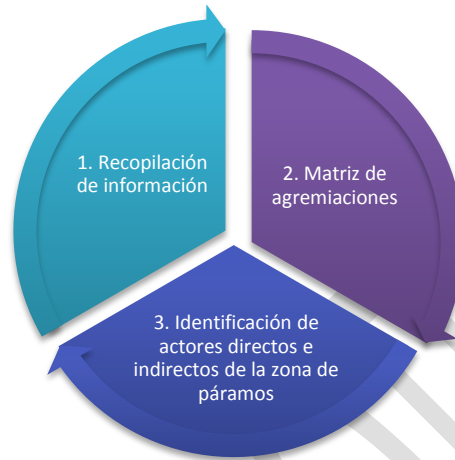 1. Recopilación
de información
2. Matriz de
agremiaciones
3. Identificación de
actores directos e
indirectos de la zona de
páramos